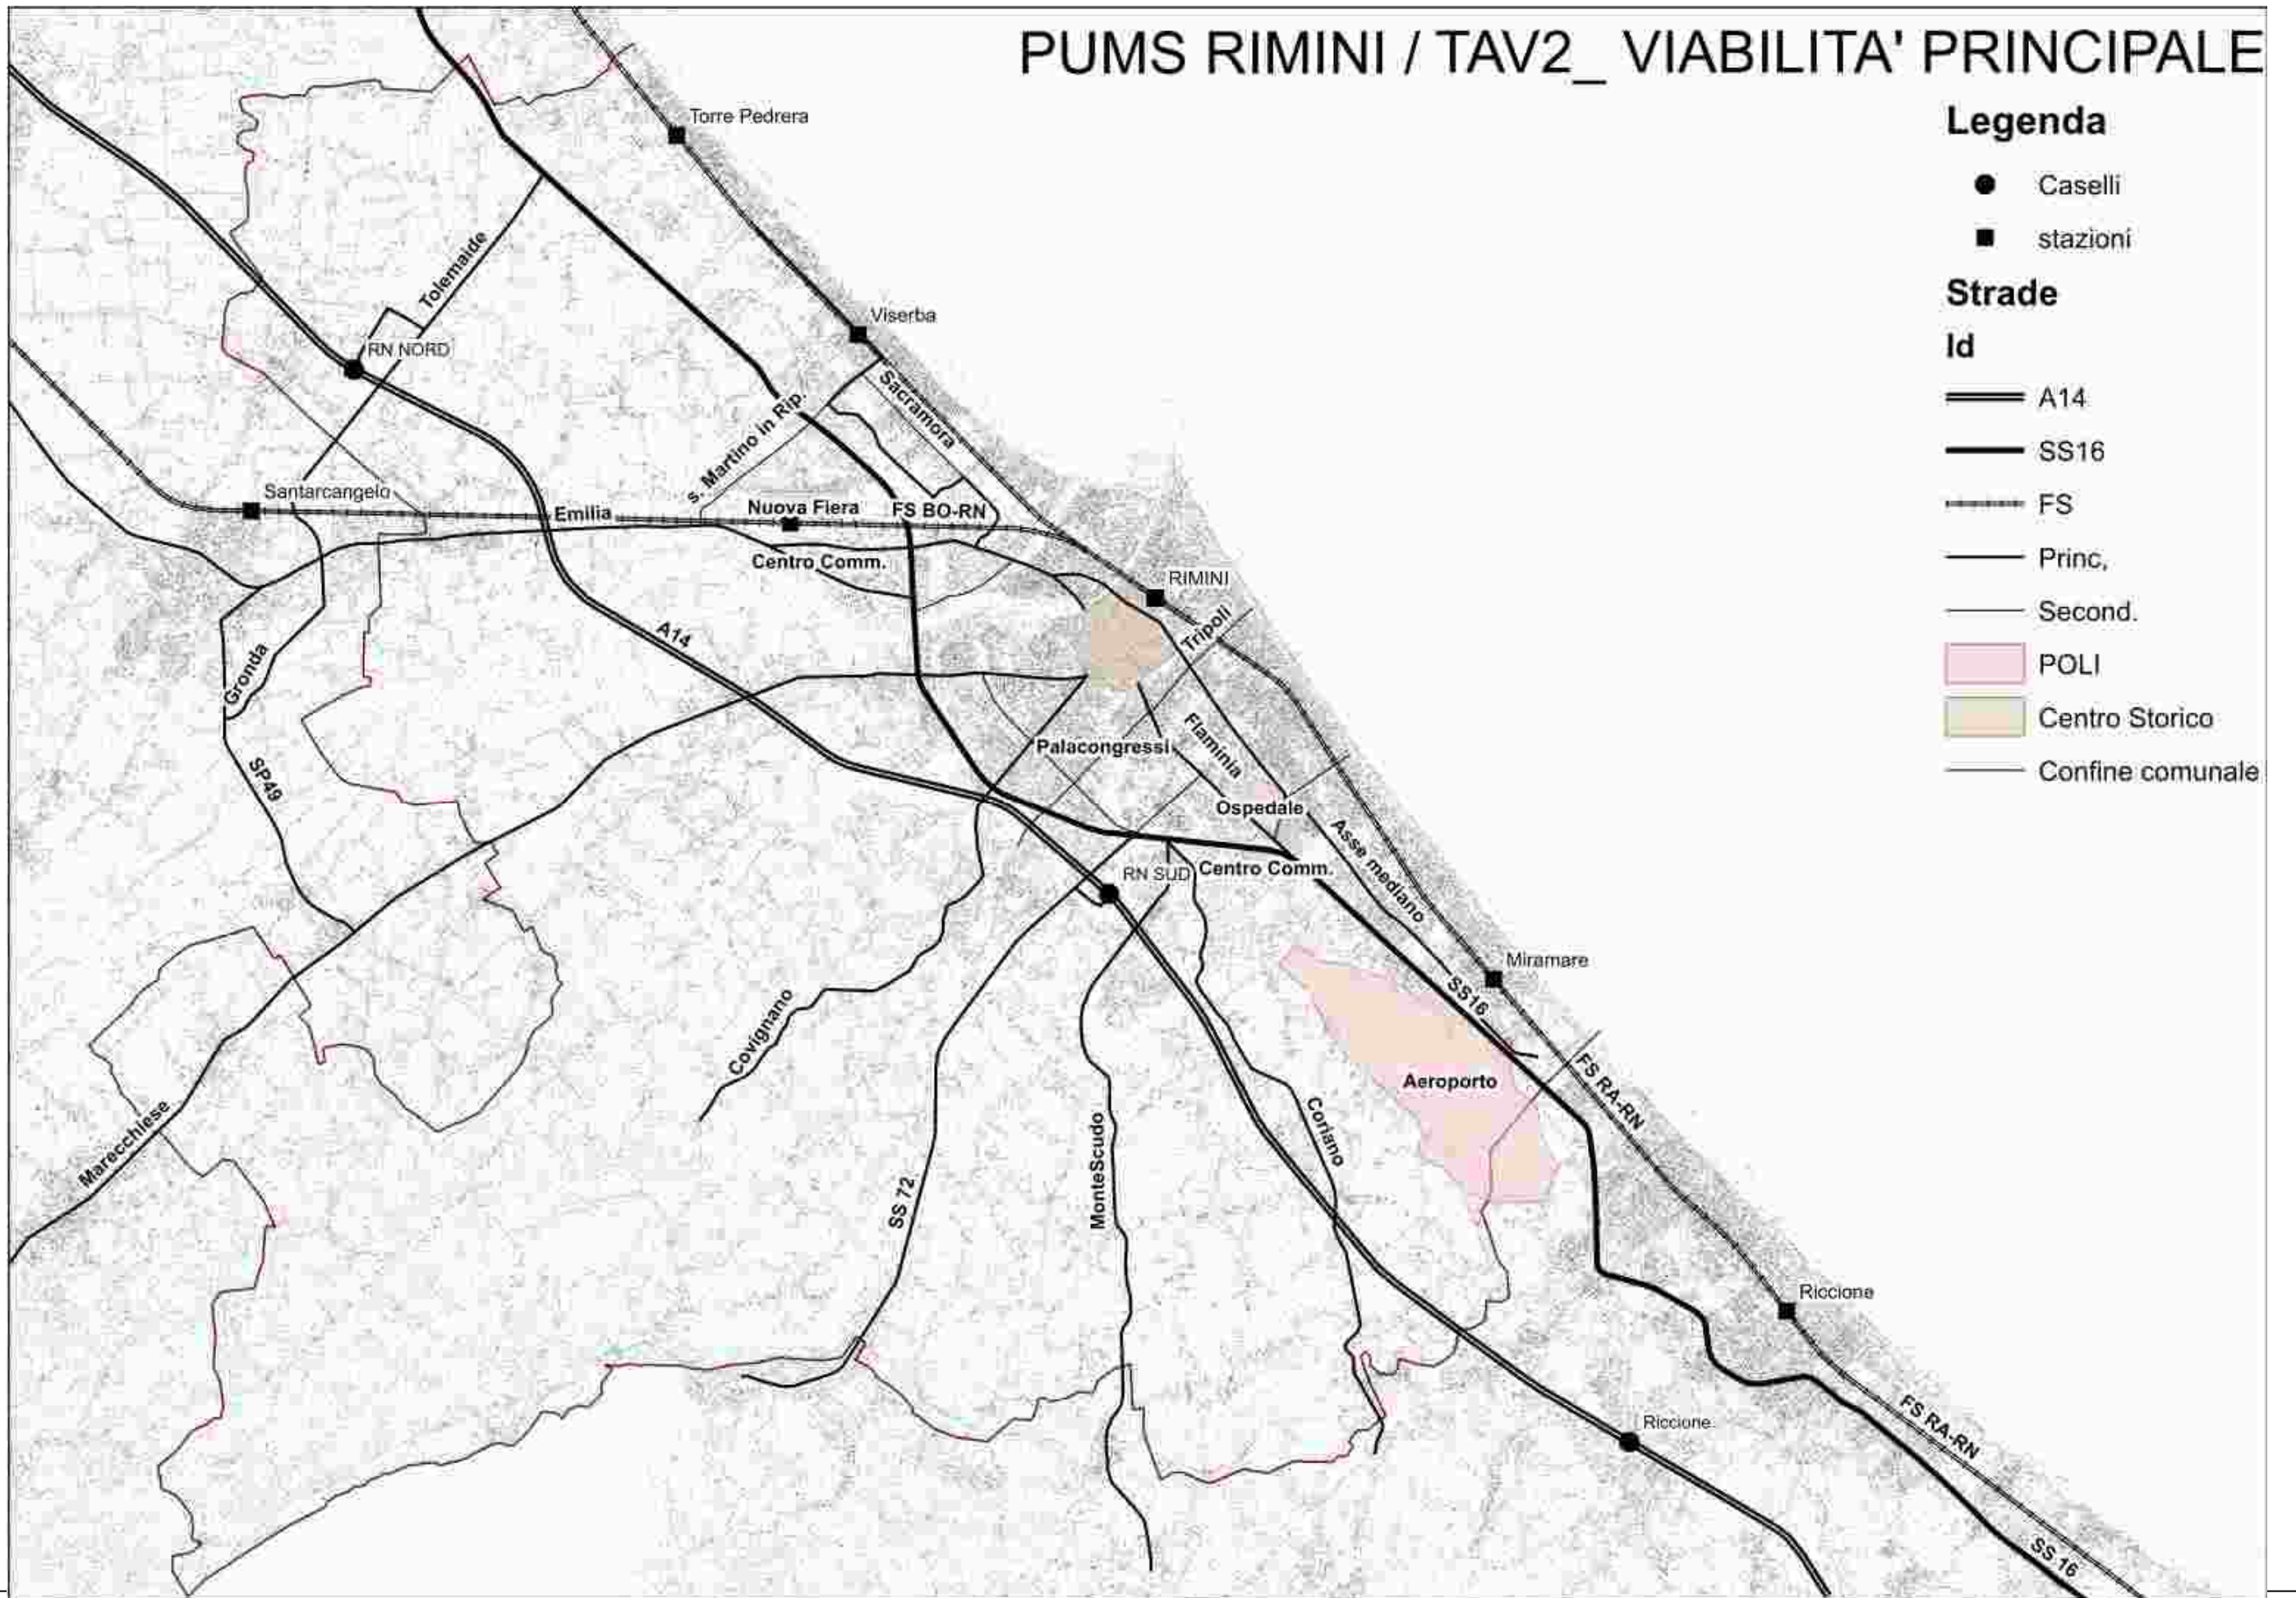 PUMS RIMINI / TAV2_ VIABILITA' PRINCIPALE
Legenda
Caselli
stazioni
Strade
Id
A14
SS16
FS
Princ,
Second.
POLI
Centro Storico
Confine comunale
Torre Pedrera
Tolemaide
Viserba
RN NORD
Sacramora
s. Martino in Rip.
Santarcangelo
Emilia
Nuova Fiera
FS BO-RN
Centro Comm.
RIMINI
Tripoli
A14
Gronda
Flaminia
Palacongressi
SP49
Ospedale
Asse mediano
RN SUD
Centro Comm.
Miramare
SS16
Covignano
FS RA-RN
Aeroporto
Marecchiese
MonteScudo
Coriano
SS 72
Riccione
Riccione
FS RA-RN
SS 16